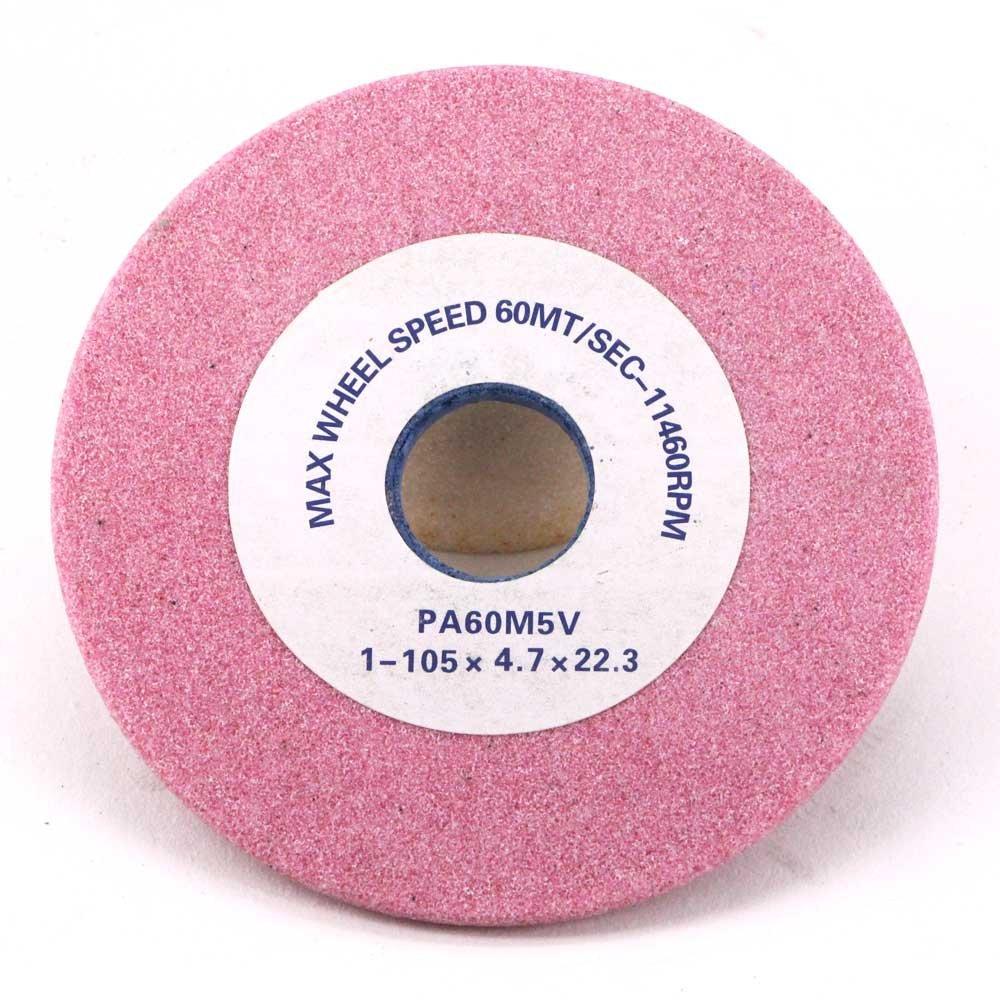 MAX WHEEL SPEED 60MT/SEC-11460RPM
PA60M5V
1-105×4.7×22.3